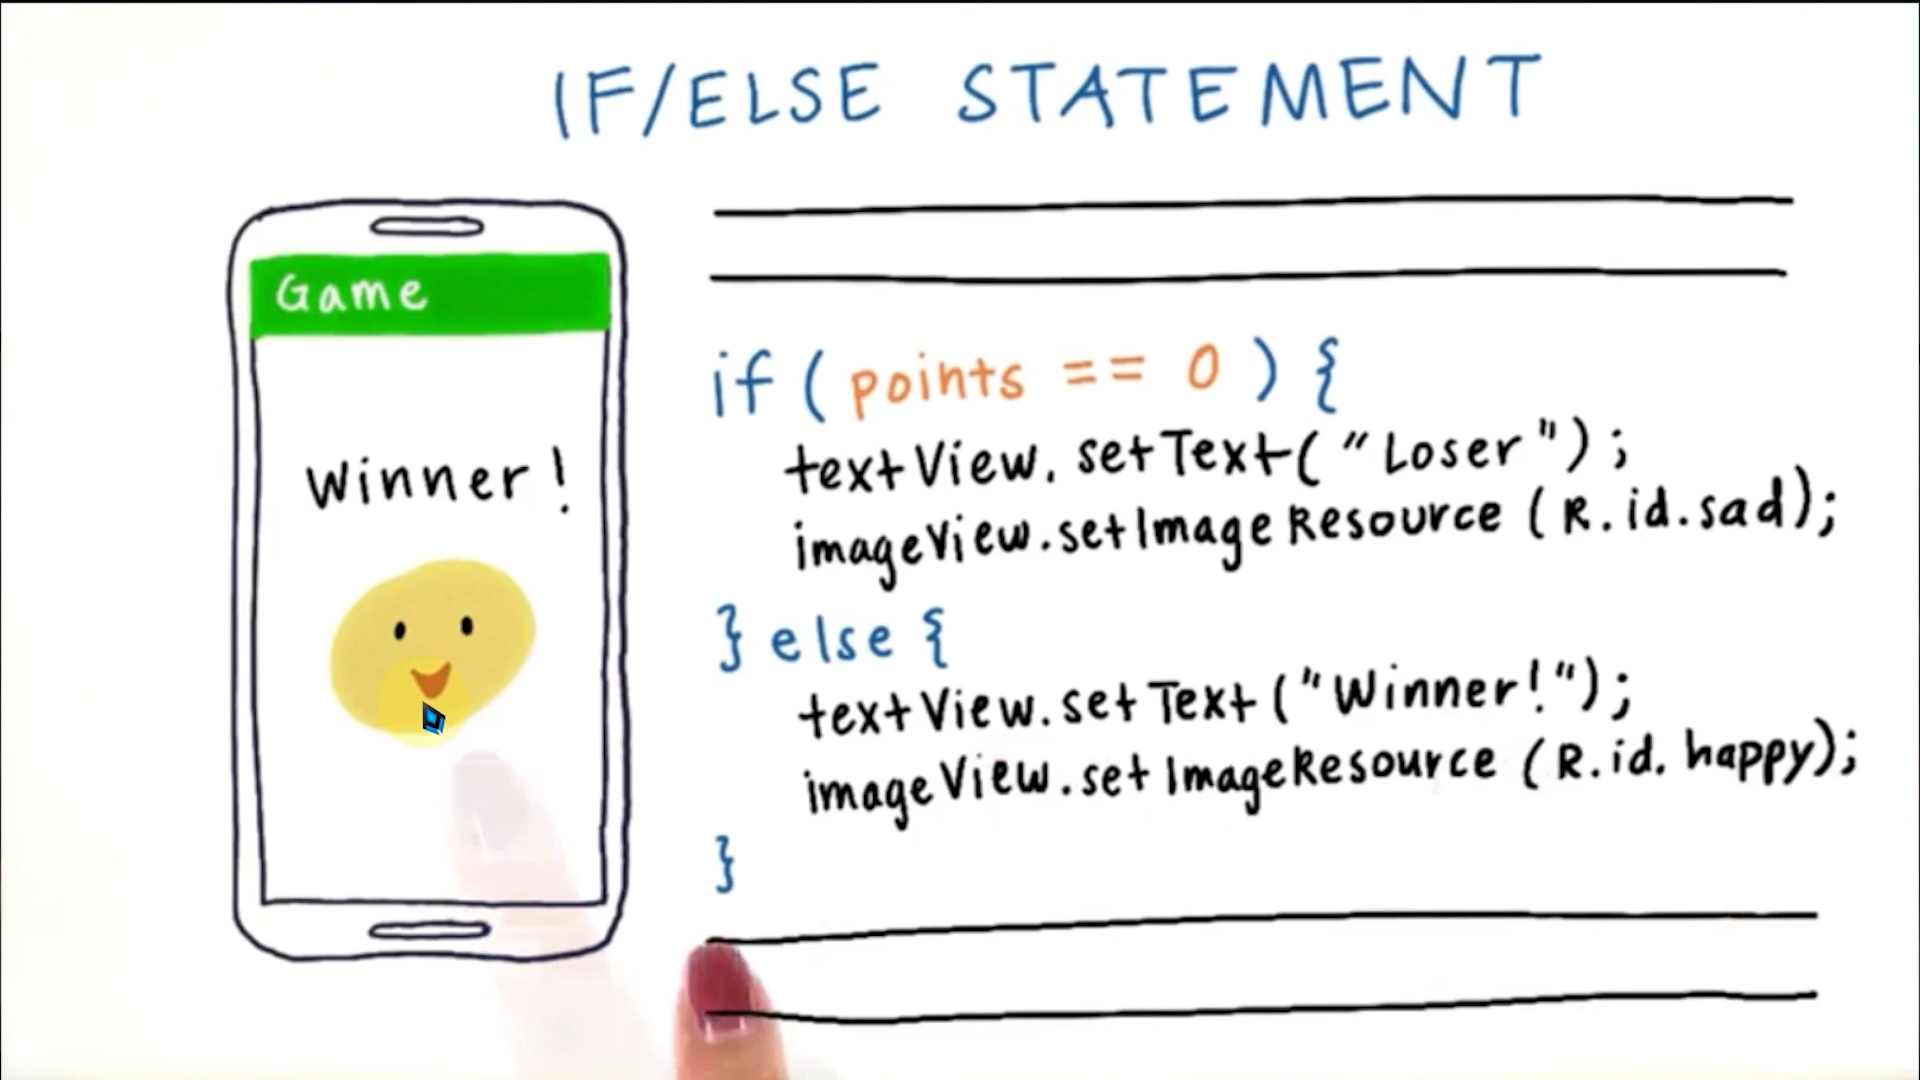 IF/ELSE STATEMENT
Game
Winner!
if (points == 0) {
textView.setText("Loser");
imageView.setImageResource (R.id.sad);
} else {
textView.setText("Winner!");
imageView.setImageResource (R.id.happy);
}